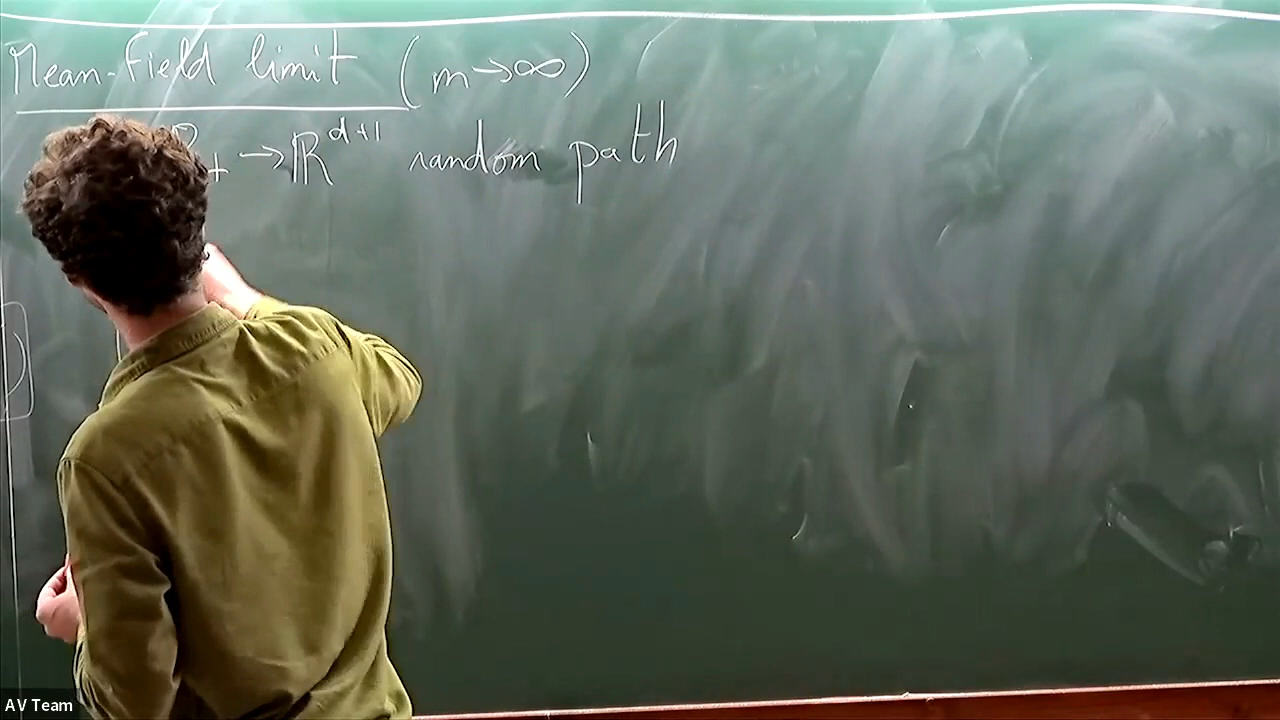 Mean-Field limit (m→∞)
ℝ₊ → ℝ^{d+1} random path
AV Team